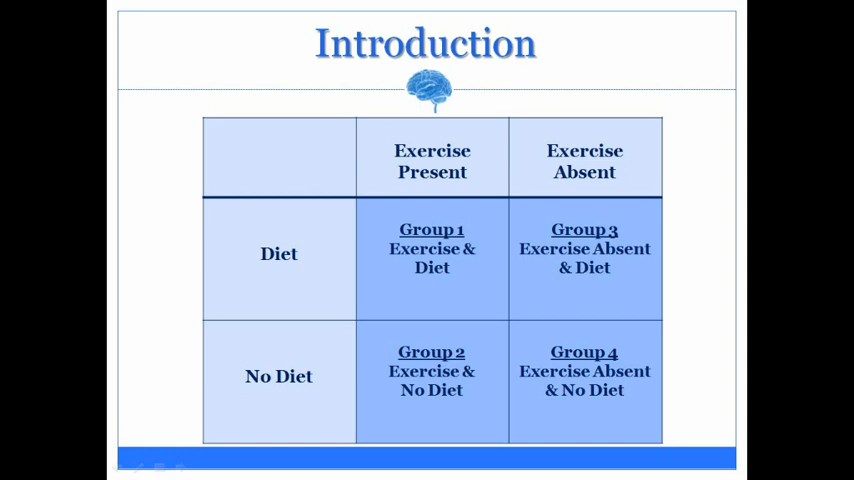 Introduction
Exercise
Present
Exercise
Absent
Diet
Group 1
Exercise &
Diet
Group 3
Exercise Absent
& Diet
No Diet
Group 2
Exercise &
No Diet
Group 4
Exercise Absent
& No Diet